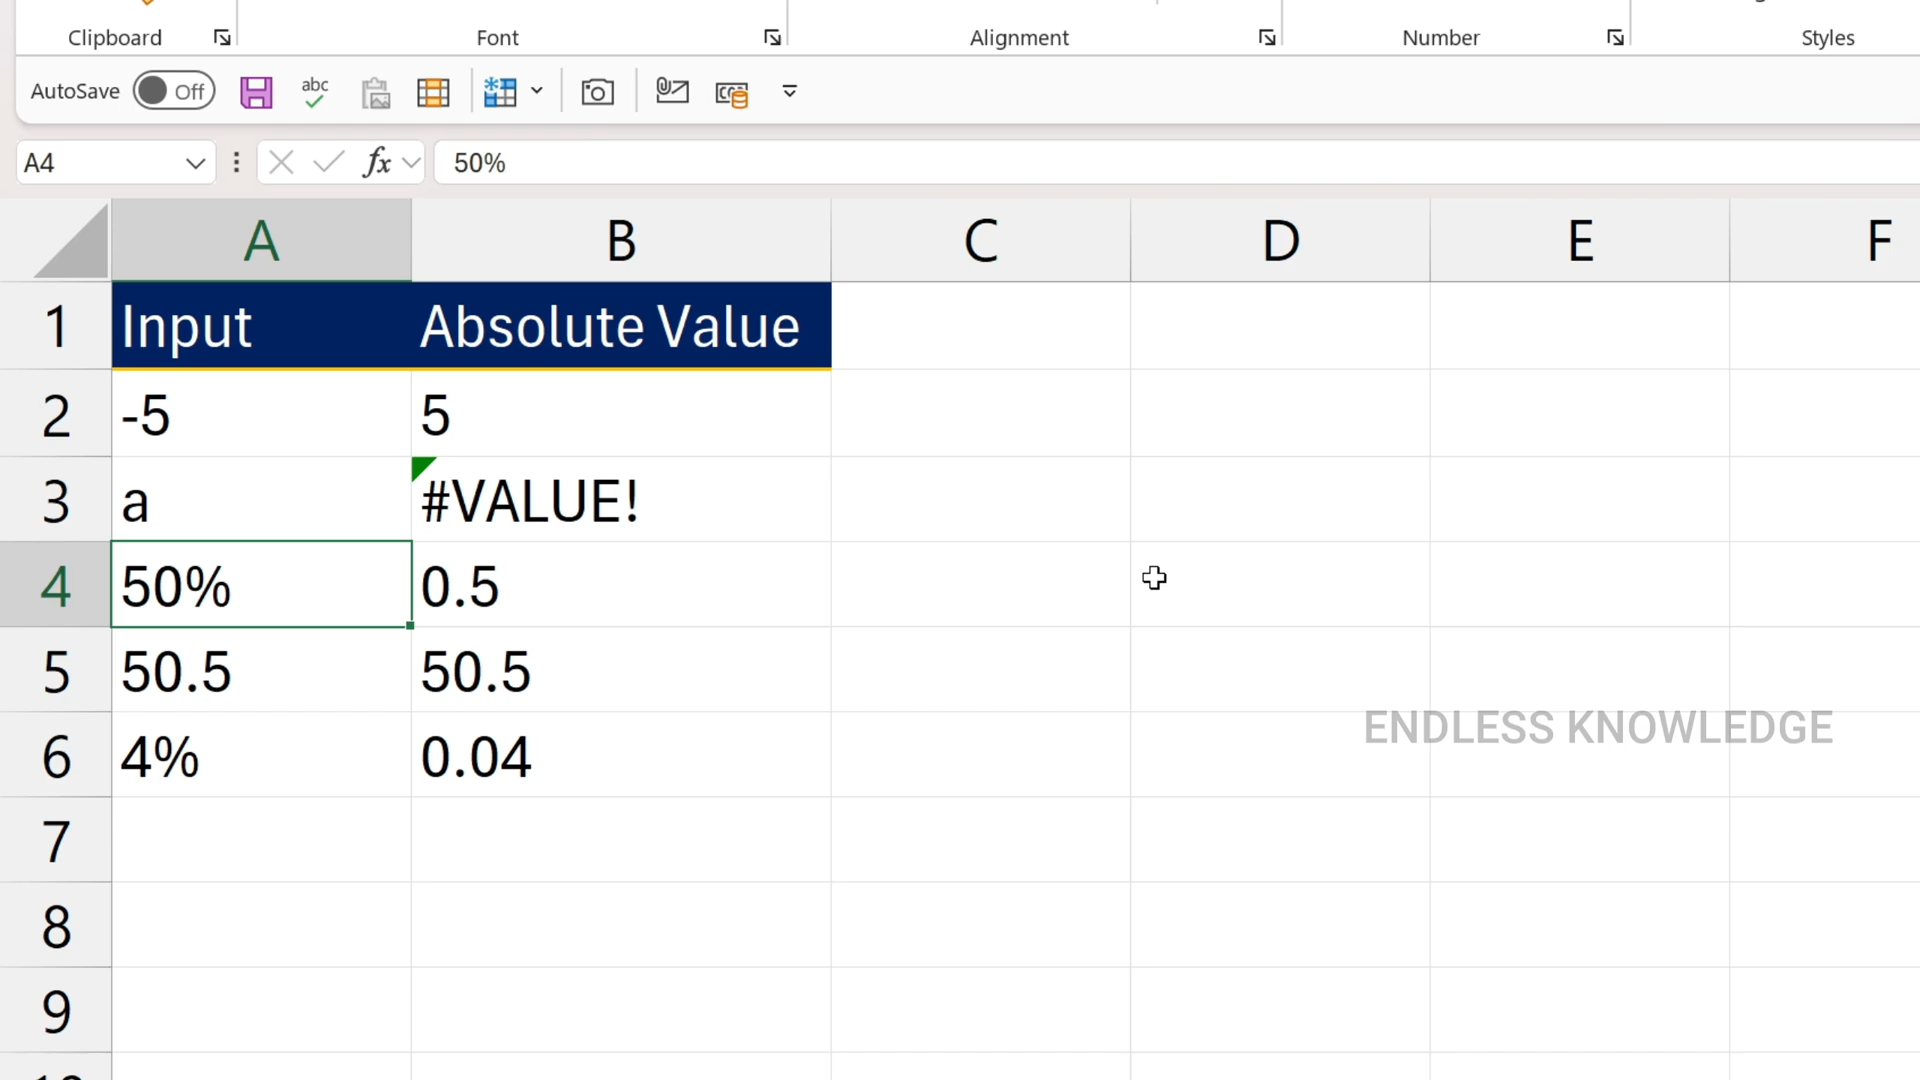 Clipboard Font Alignment Number Styles
AutoSave Off abc
A4 fx 50%
A B C D E F
1 Input Absolute Value
2 -5 5
3 a #VALUE!
4 50% 0.5
5 50.5 50.5
ENDLESS KNOWLEDGE
6 4% 0.04
7
8
9